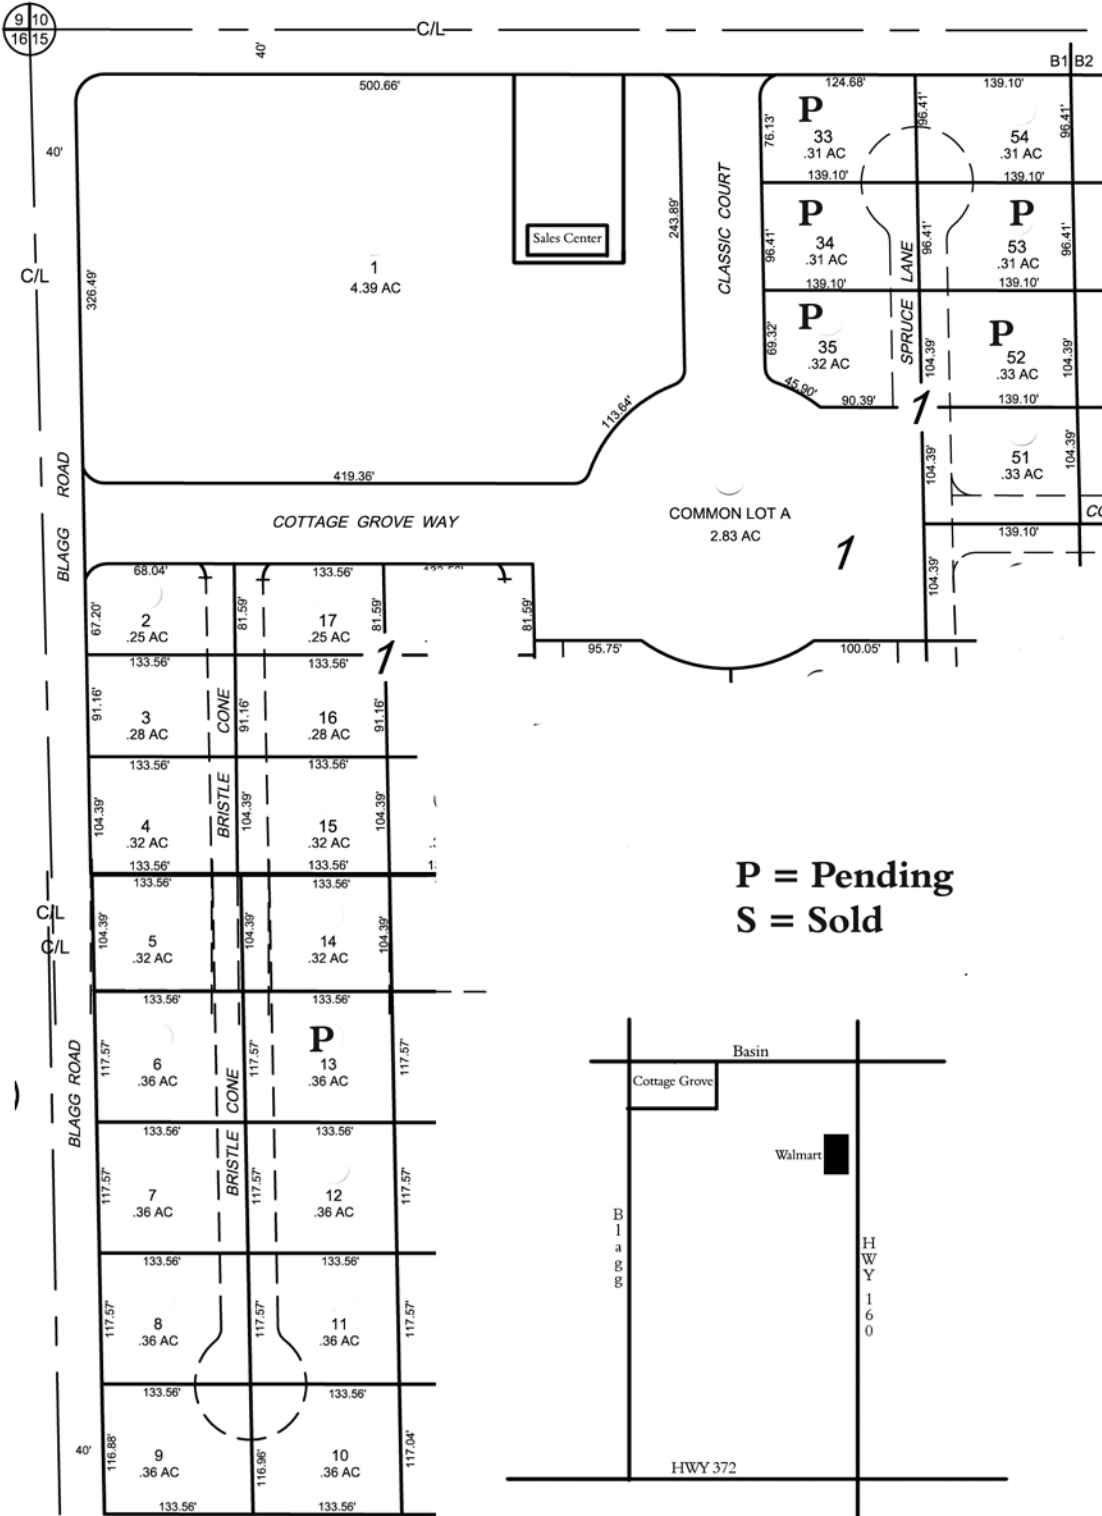 9 10
16 15
C/L
40'
B1 B2
500.66'
124.68'
139.10'
40'
76.13'
P
33
.31 AC
96.41'
54
.31 AC
96.41'
139.10'
139.10'
CLASSIC COURT
243.89'
Sales Center
1
4.39 AC
C/L
326.49'
96.41'
P
34
.31 AC
139.10'
SPRUCE LANE
96.41'
P
53
.31 AC
96.41'
139.10'
69.32'
P
35
.32 AC
104.39'
P
52
.33 AC
104.39'
45.90'
90.39'
1
139.10'
113.64'
104.39'
51
.33 AC
104.39'
419.36'
BLAGG ROAD
COTTAGE GROVE WAY
COMMON LOT A
2.83 AC
1
CO
139.10'
104.39'
68.04'
133.56'
67.20'
2
.25 AC
81.59'
17
.25 AC
81.59'
81.59'
133.56'
133.56'
1
95.75'
100.05'
91.16'
3
.28 AC
BRISTLE CONE
91.16'
16
.28 AC
91.16'
133.56'
133.56'
104.39'
4
.32 AC
104.39'
15
.32 AC
104.39'
133.56'
133.56'
133.56'
133.56'
P = Pending
S = Sold
C/L
C/L
104.39'
5
.32 AC
104.39'
14
.32 AC
104.39'
133.56'
133.56'
BLAGG ROAD
117.57'
6
.36 AC
BRISTLE CONE
117.57'
P
13
.36 AC
117.57'
133.56'
133.56'
117.57'
7
.36 AC
117.57'
12
.36 AC
117.57'
133.56'
133.56'
117.57'
8
.36 AC
117.57'
11
.36 AC
117.57'
133.56'
133.56'
40'
116.88'
9
.36 AC
116.96'
10
.36 AC
117.04'
133.56'
133.56'
Basin
Cottage Grove
Walmart
Blagg
HWY 160
HWY 372